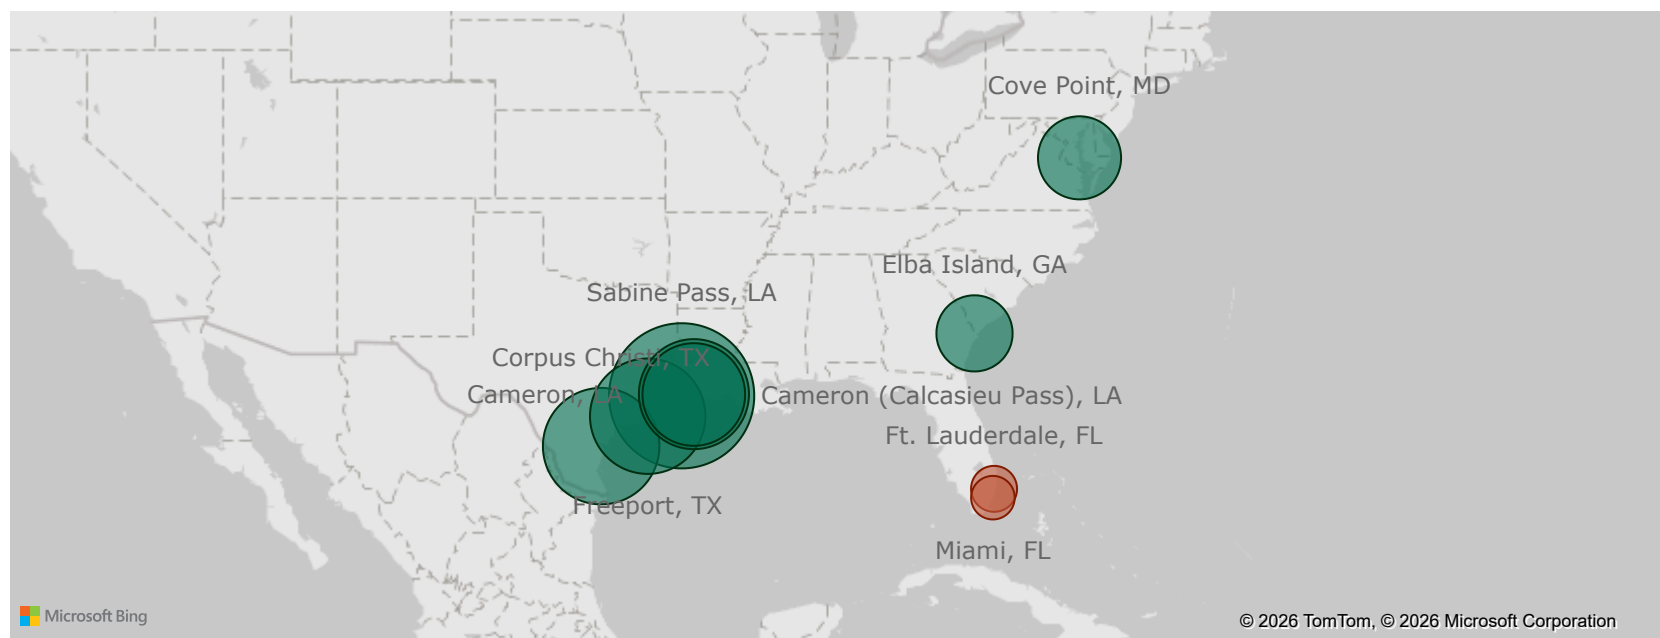 Cove Point, MD
Elba Island, GA
Sabine Pass, LA
Corpus Christi, TX
Cameron, LA
Cameron (Calcasieu Pass), LA
Ft. Lauderdale, FL
Freeport, TX
Miami, FL
Microsoft Bing
© 2026 TomTom, © 2026 Microsoft Corporation